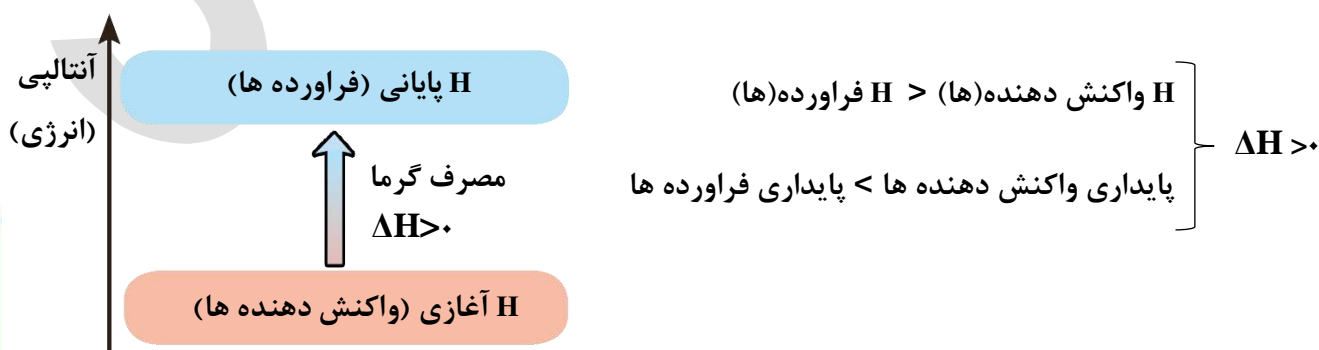 آنتالپی
(انرژی)
H پایانی (فراورده ها)
مصرف گرما
ΔH>۰
H آغازی (واکنش دهنده ها)
H واکنش دهنده(ها) < H فراورده(ها)
پایداری واکنش دهنده ها > پایداری فراورده ها
ΔH >۰